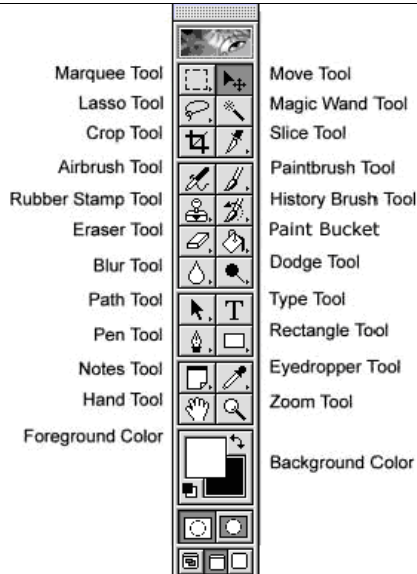 Marquee Tool Move Tool
Lasso Tool Magic Wand Tool
Crop Tool Slice Tool
Airbrush Tool Paintbrush Tool
Rubber Stamp Tool History Brush Tool
Eraser Tool Paint Bucket
Blur Tool Dodge Tool
Path Tool Type Tool
T
Pen Tool Rectangle Tool
Notes Tool Eyedropper Tool
Hand Tool Zoom Tool
Foreground Color
Background Color